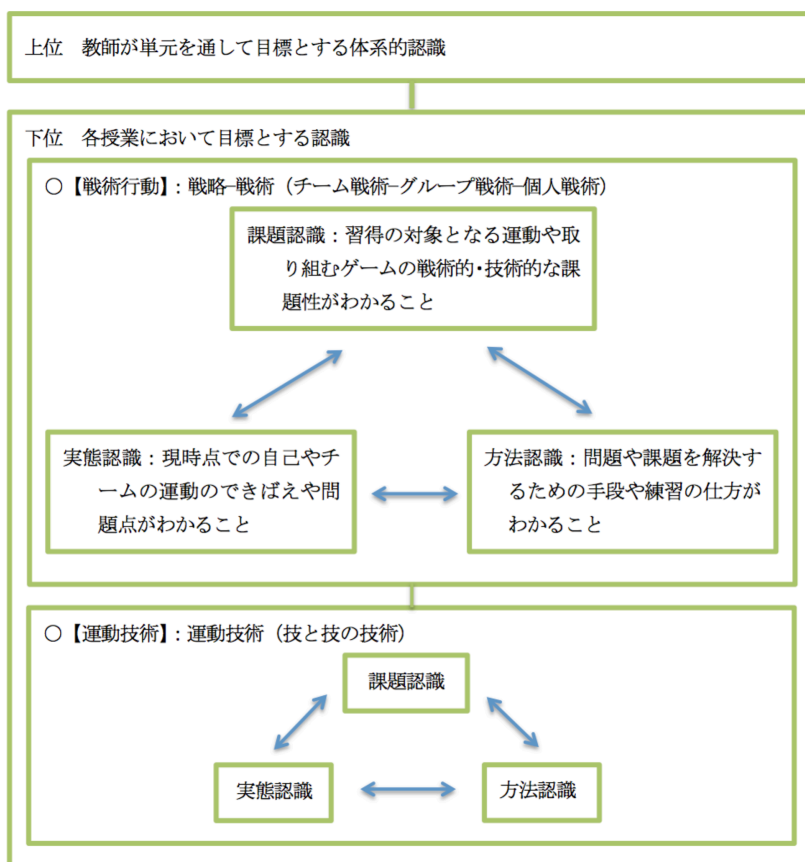 上位　教師が単元を通して目標とする体系的認識
下位　各授業において目標とする認識
○【戦術行動】：戦略−戦術（チーム戦術−グループ戦術−個人戦術）
課題認識：習得の対象となる運動や取
り組むゲームの戦術的・技術的な課
題性がわかること
実態認識：現時点での自己やチ
ームの運動のできばえや問
題点がわかること
方法認識：問題や課題を解決す
るための手段や練習の仕方が
わかること
○【運動技術】：運動技術（技と技の技術）
課題認識
実態認識
方法認識